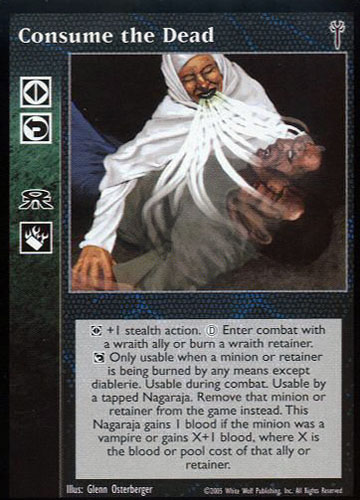 Consume the Dead
+1 stealth action. Ⓓ Enter combat with
a wraith ally or burn a wraith retainer.
Only usable when a minion or retainer
is being burned by any means except
diablerie. Usable during combat. Usable by
a tapped Nagaraja. Remove that minion or
retainer from the game instead. This
Nagaraja gains 1 blood if the minion was a
vampire or gains X+1 blood, where X is
the blood or pool cost of that ally or
retainer.
Illus: Glenn Osterberger ©2005 White Wolf Publishing, Inc. All Rights Reserved